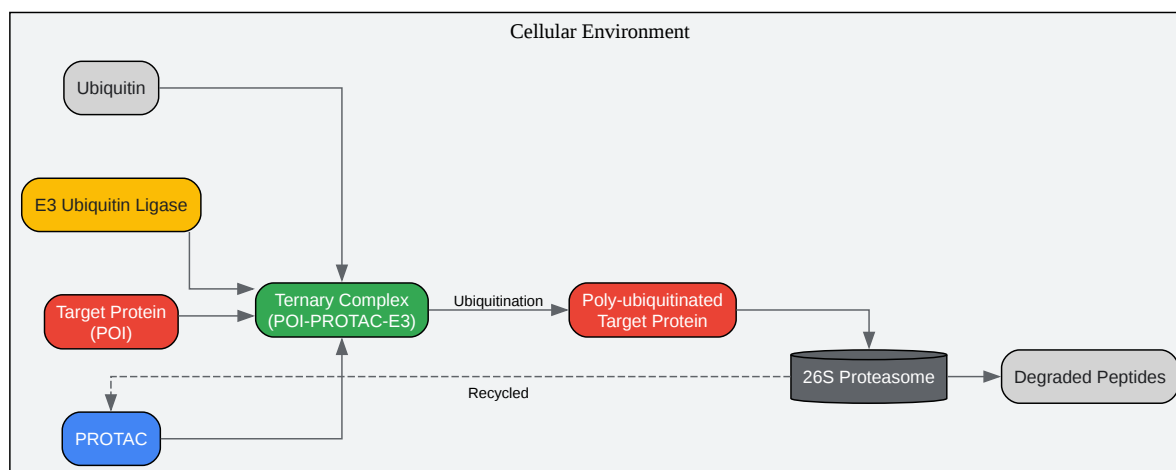 Cellular Environment
Ubiquitin
E3 Ubiquitin Ligase
Target Protein
(POI)
Ternary Complex
(POI-PROTAC-E3)
Ubiquitination
Poly-ubiquitinated
Target Protein
26S Proteasome
Degraded Peptides
Recycled
PROTAC